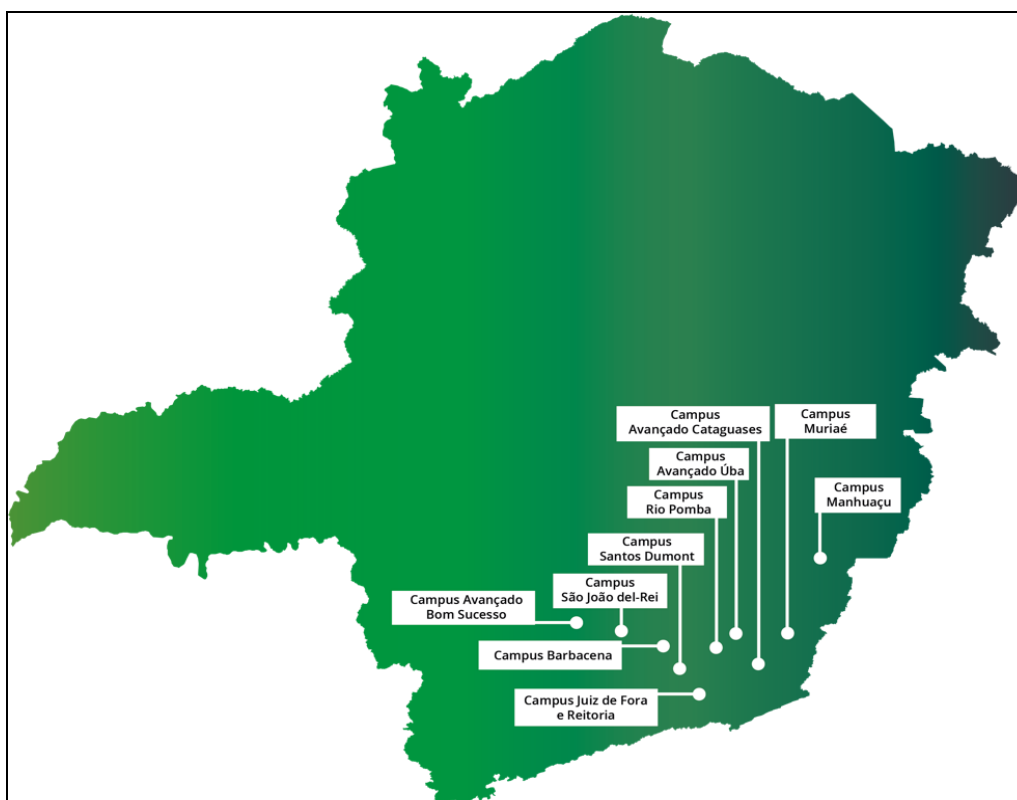 Campus
Avançado Cataguases
Campus
Muriaé
Campus
Avançado Úba
Campus
Manhuaçu
Campus
Rio Pomba
Campus
Santos Dumont
Campus
São João del-Rei
Campus Avançado
Bom Sucesso
Campus Barbacena
Campus Juiz de Fora
e Reitoria